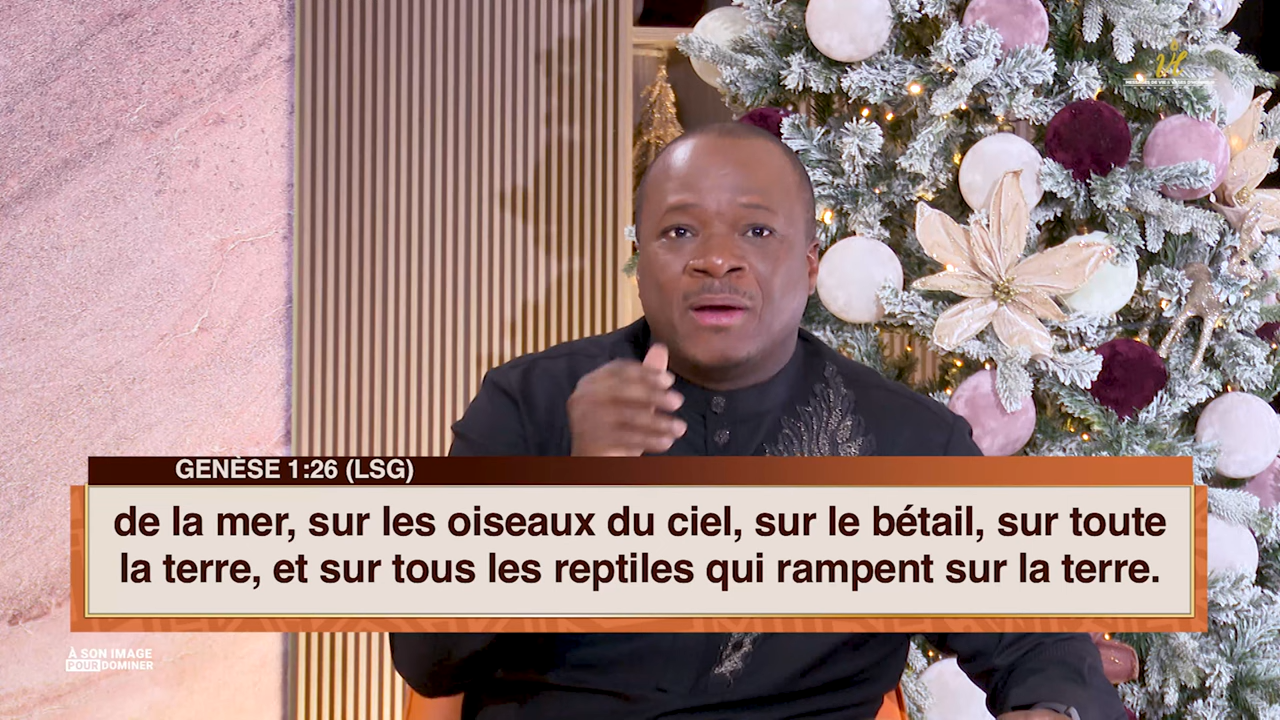 GENÈSE 1:26 (LSG)
de la mer, sur les oiseaux du ciel, sur le bétail, sur toute
la terre, et sur tous les reptiles qui rampent sur la terre.
À SON IMAGE
POUR DOMINER